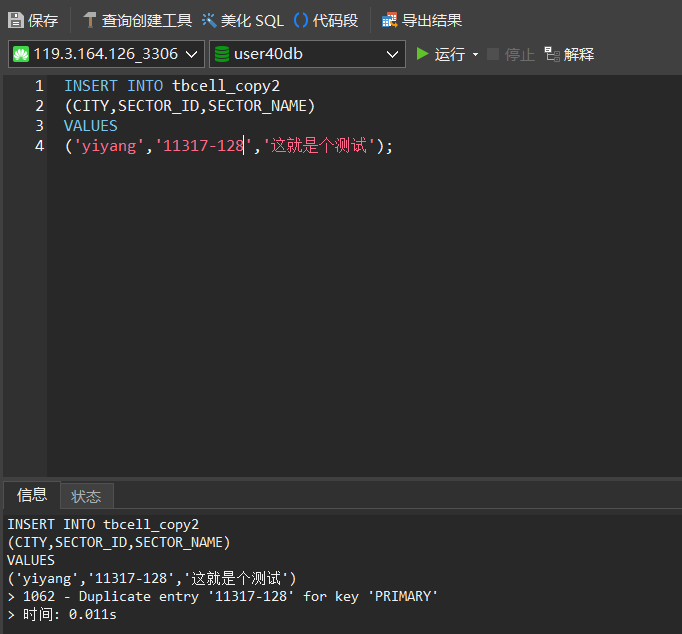 保存 查询创建工具 美化 SQL () 代码段 导出结果
119.3.164.126_3306 user40db 运行 停止 解释
1 INSERT INTO tbcell_copy2
2 (CITY,SECTOR_ID,SECTOR_NAME)
3 VALUES
4 ('yiyang','11317-128','这就是个测试');
信息 状态
INSERT INTO tbcell_copy2
(CITY,SECTOR_ID,SECTOR_NAME)
VALUES
('yiyang','11317-128','这就是个测试')
> 1062 - Duplicate entry '11317-128' for key 'PRIMARY'
> 时间: 0.011s